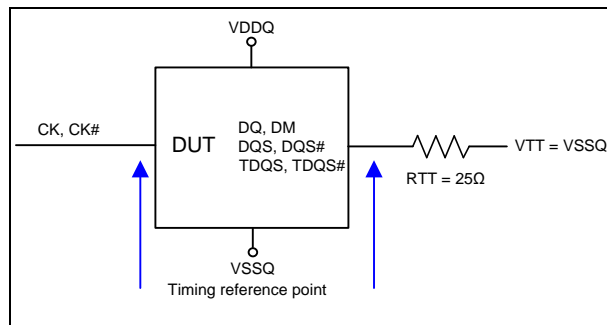 VDDQ
CK, CK#
DUT
DQ, DM
DQS, DQS#
TDQS, TDQS#
VTT = VSSQ
RTT = 25Ω
VSSQ
Timing reference point